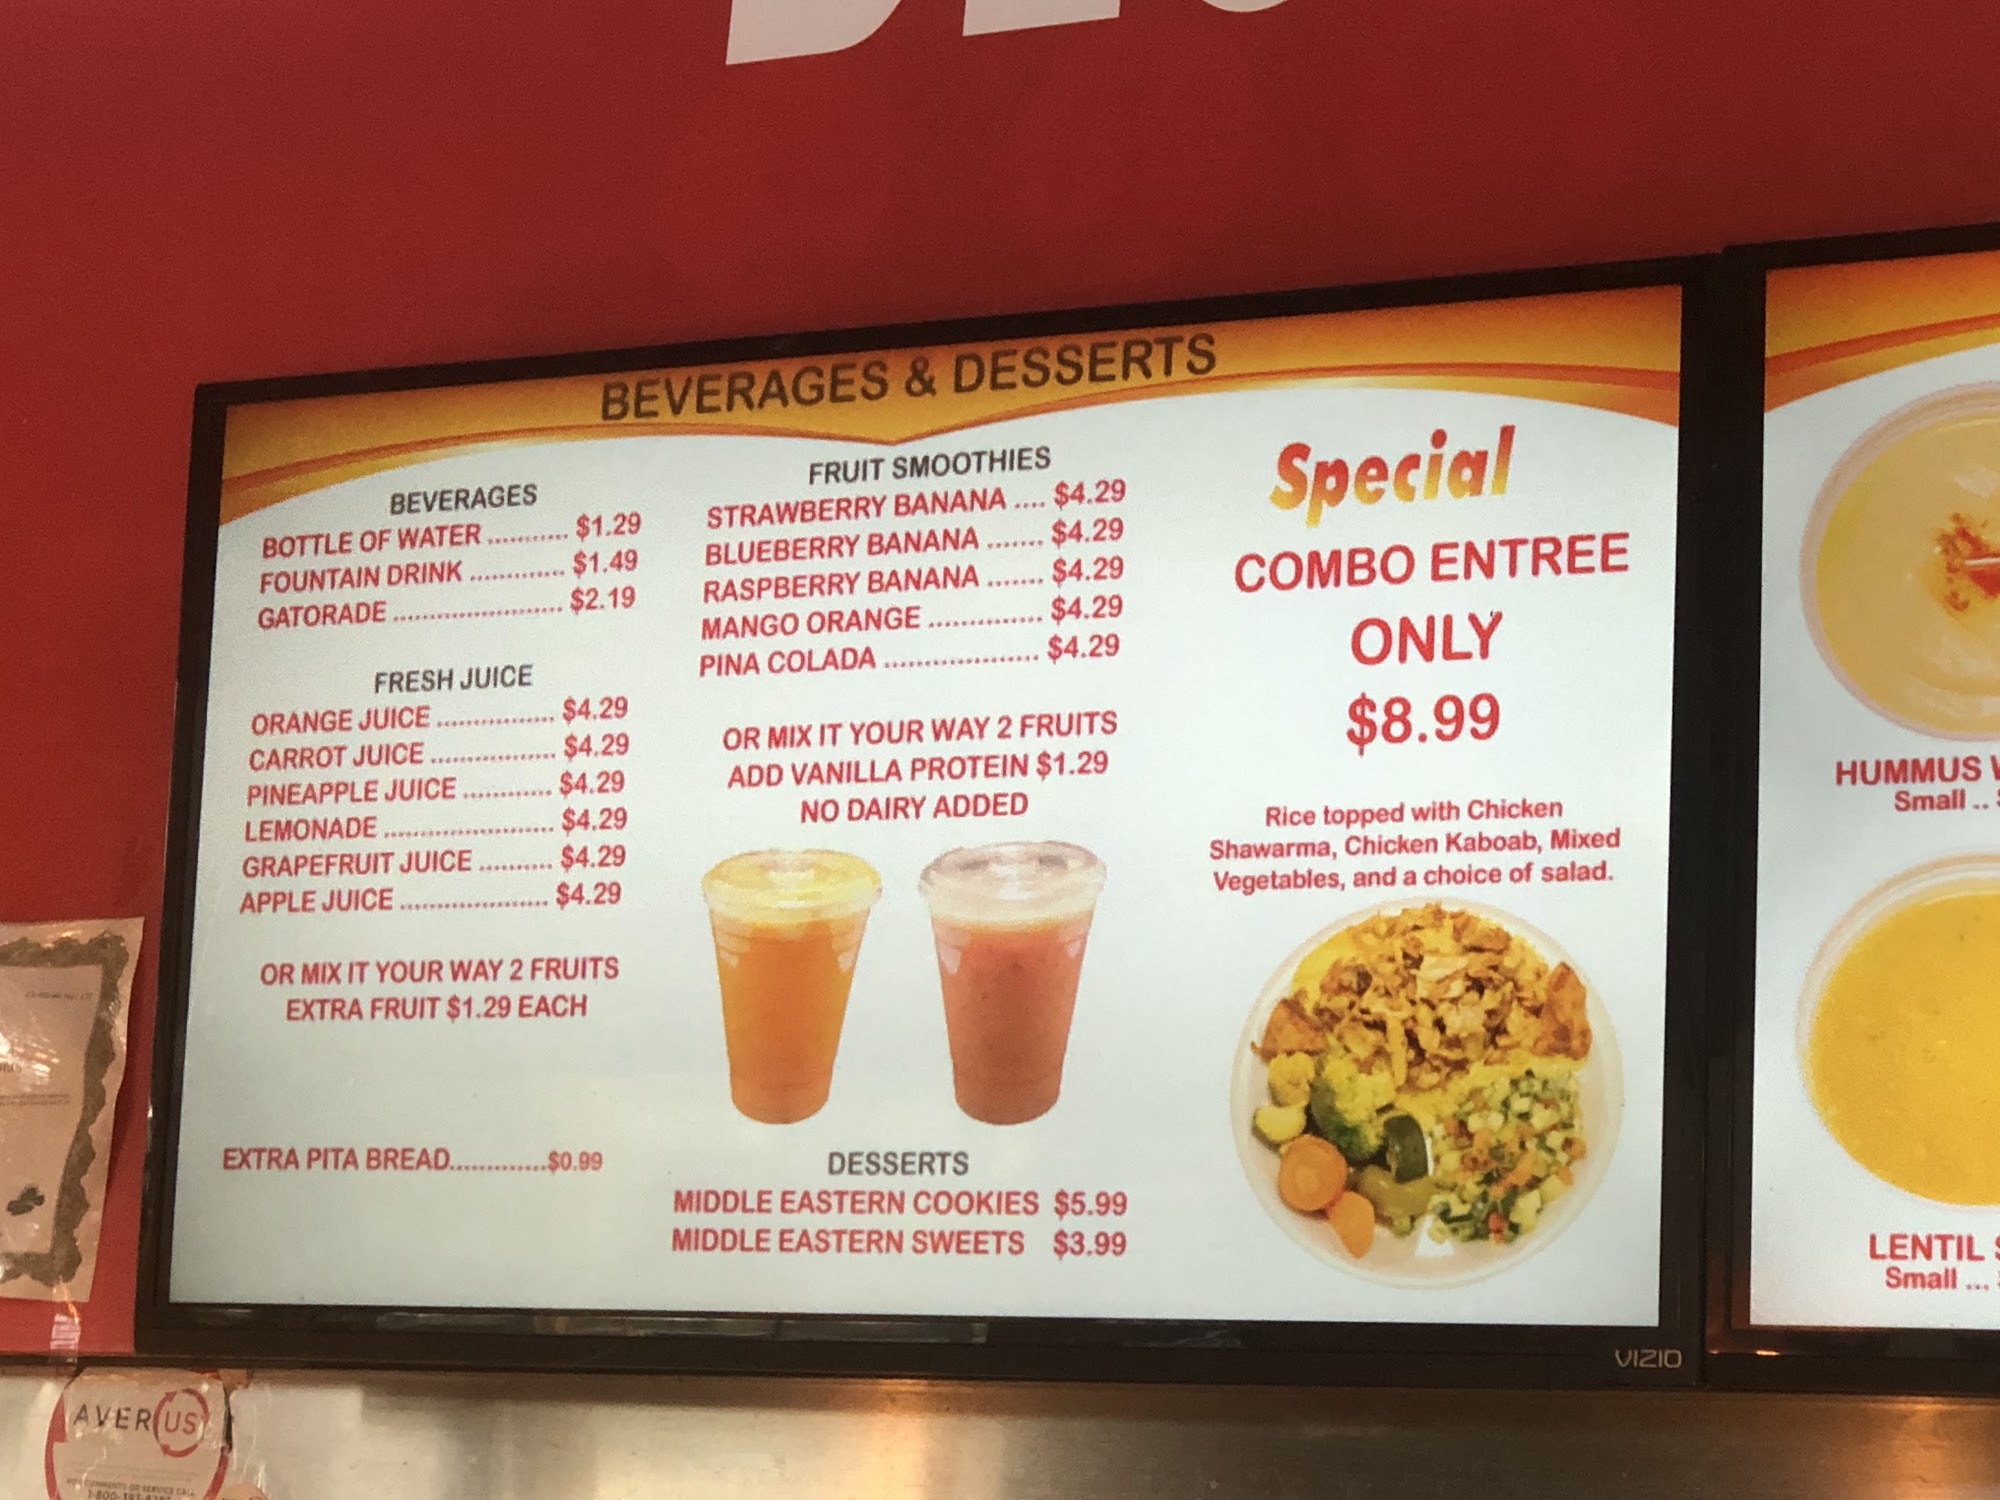 BEVERAGES & DESSERTS
BEVERAGES
BOTTLE OF WATER ........... $1.29
FOUNTAIN DRINK ............. $1.49
GATORADE ....................... $2.19
FRESH JUICE
ORANGE JUICE ................ $4.29
CARROT JUICE ................. $4.29
PINEAPPLE JUICE ............ $4.29
LEMONADE ....................... $4.29
GRAPEFRUIT JUICE .......... $4.29
APPLE JUICE .................... $4.29
OR MIX IT YOUR WAY 2 FRUITS
EXTRA FRUIT $1.29 EACH
EXTRA PITA BREAD.............$0.99
FRUIT SMOOTHIES
STRAWBERRY BANANA .... $4.29
BLUEBERRY BANANA ....... $4.29
RASPBERRY BANANA ....... $4.29
MANGO ORANGE ............... $4.29
PINA COLADA .................... $4.29
OR MIX IT YOUR WAY 2 FRUITS
ADD VANILLA PROTEIN $1.29
NO DAIRY ADDED
DESSERTS
MIDDLE EASTERN COOKIES $5.99
MIDDLE EASTERN SWEETS $3.99
Special
COMBO ENTREE
ONLY
$8.99
Rice topped with Chicken
Shawarma, Chicken Kaboab, Mixed
Vegetables, and a choice of salad.
VIZIO
HUMMUS
Small ..
LENTIL
Small ...
AVERUS
COMMENTS OR SERVICE CALL